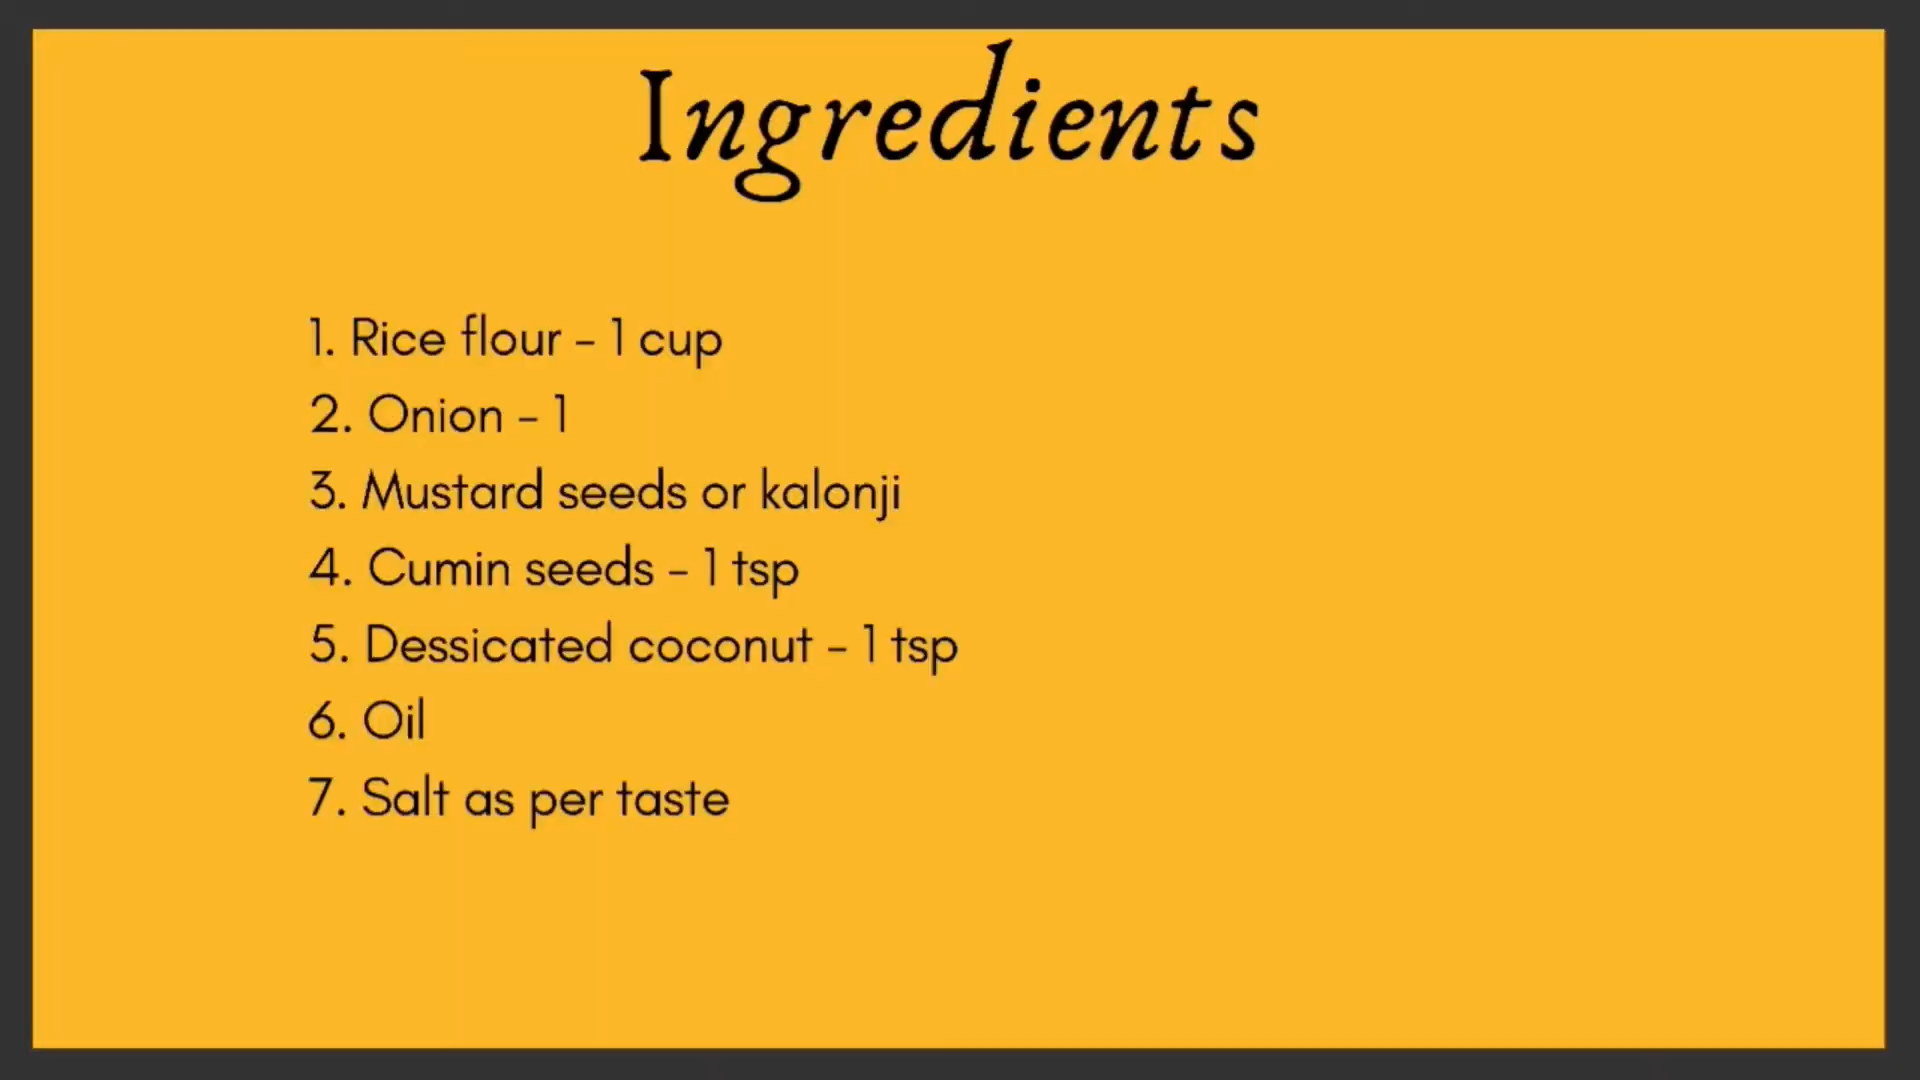 Ingredients
1. Rice flour - 1 cup
2. Onion - 1
3. Mustard seeds or kalonji
4. Cumin seeds - 1 tsp
5. Dessicated coconut - 1 tsp
6. Oil
7. Salt as per taste